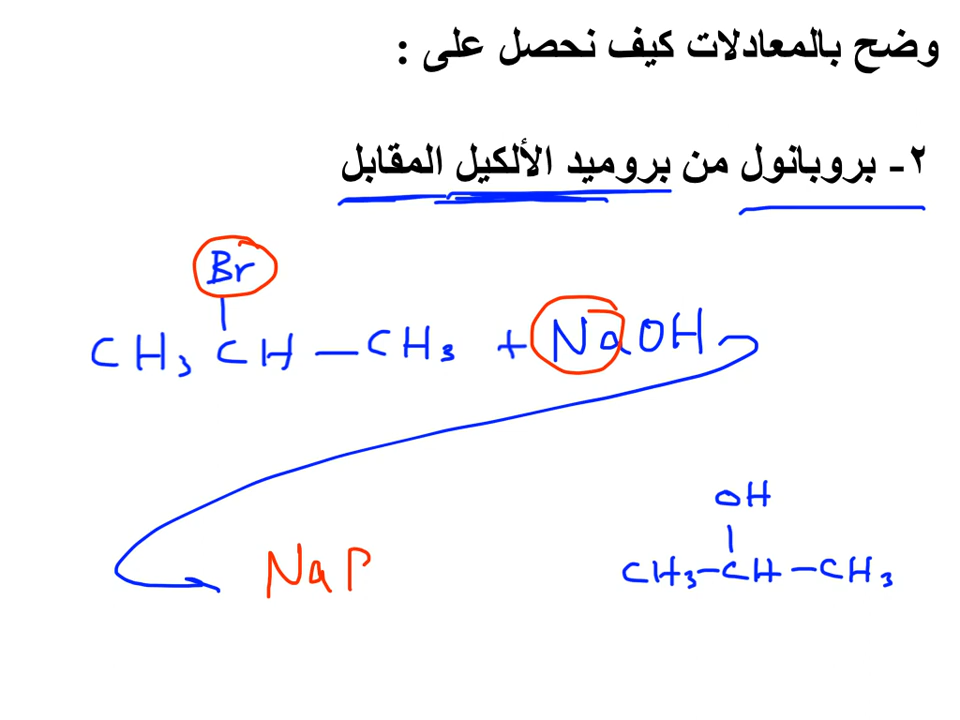 وضح بالمعادلات كيف نحصل على :
٢- بروبانول من بروميد الألكيل المقابل
Br
CH3 CH — CH3 + NaOH
OH
CH3 – CH – CH3
Na